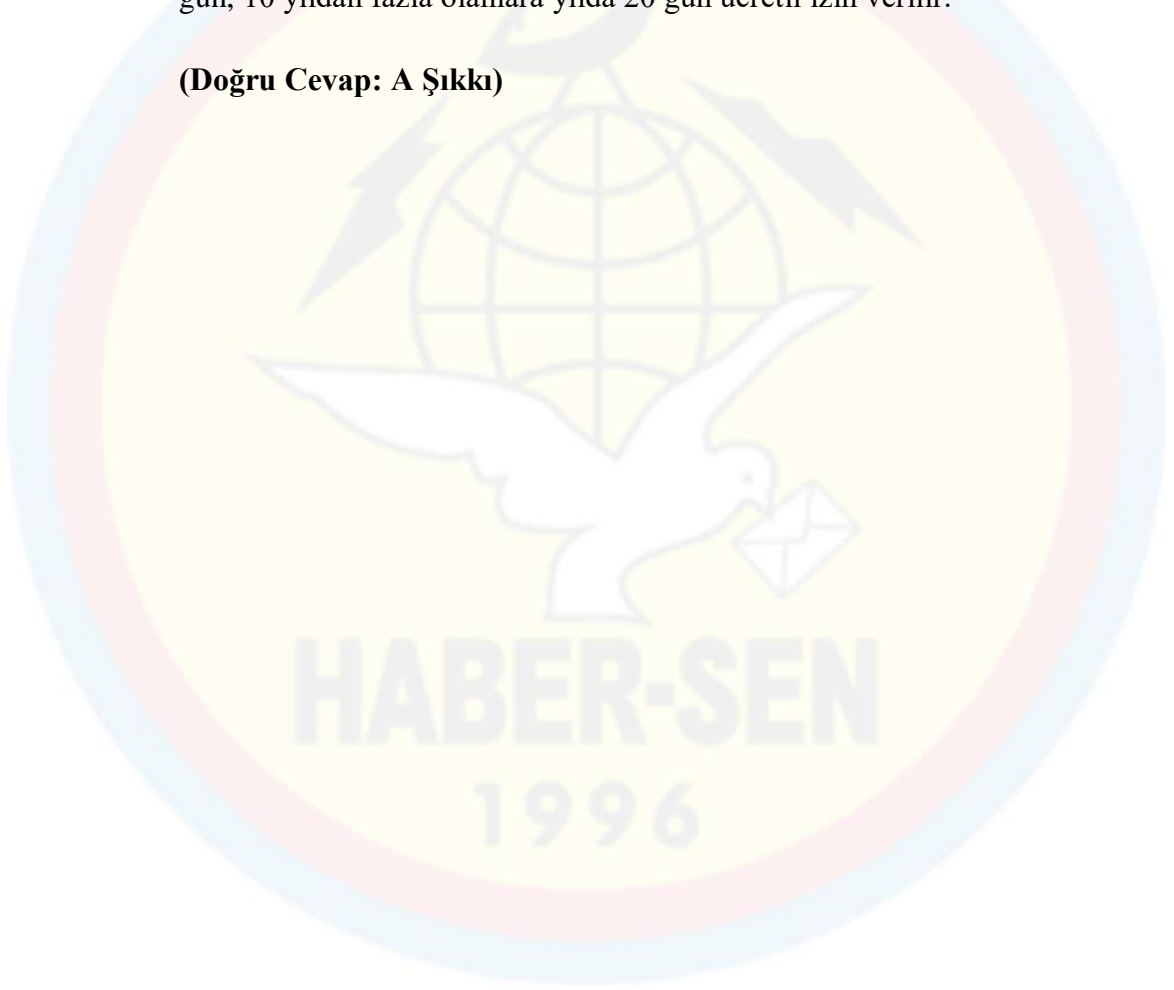 gün, 10 yıldan fazla olanlara yılda 20 gün ücretli izin verilir.
(Doğru Cevap: A Şıkkı)
HABER-SEN
1996